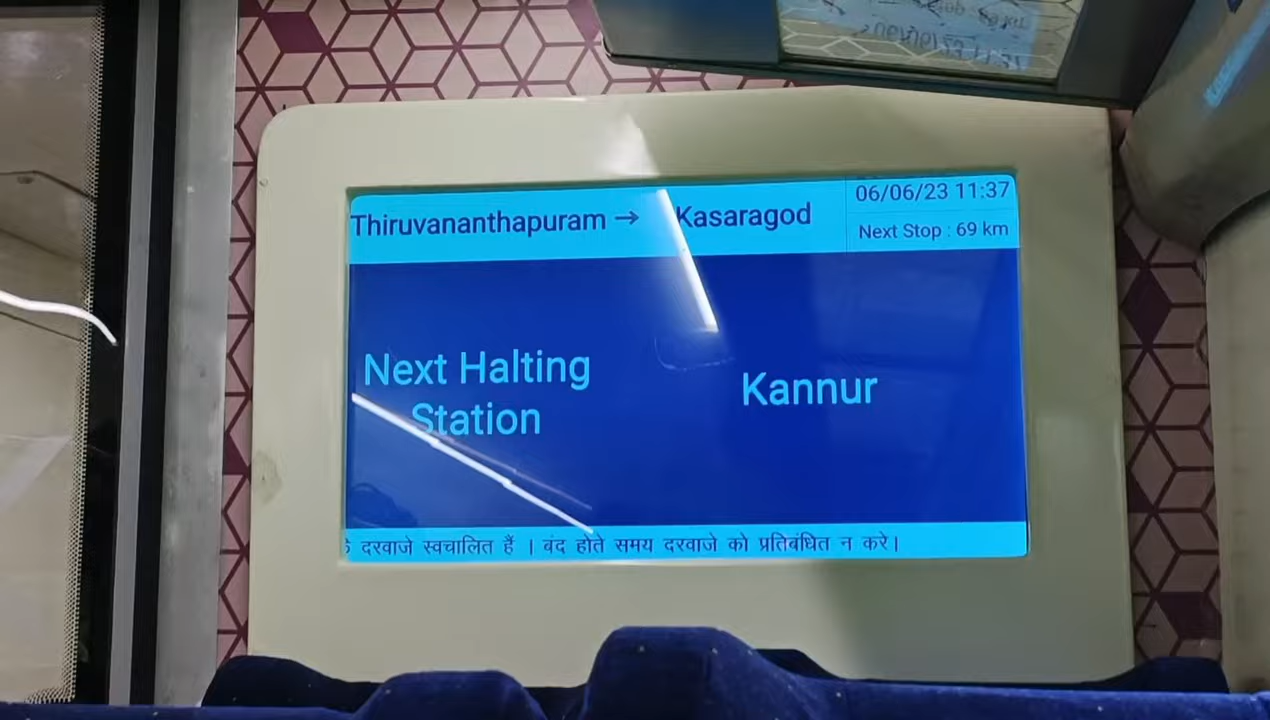 Thiruvananthapuram → Kasaragod
06/06/23 11:37
Next Stop : 69 km
Next Halting
Station
Kannur
दरवाजे स्वचालित हैं । बंद होते समय दरवाजे को प्रतिबंधित न करे।